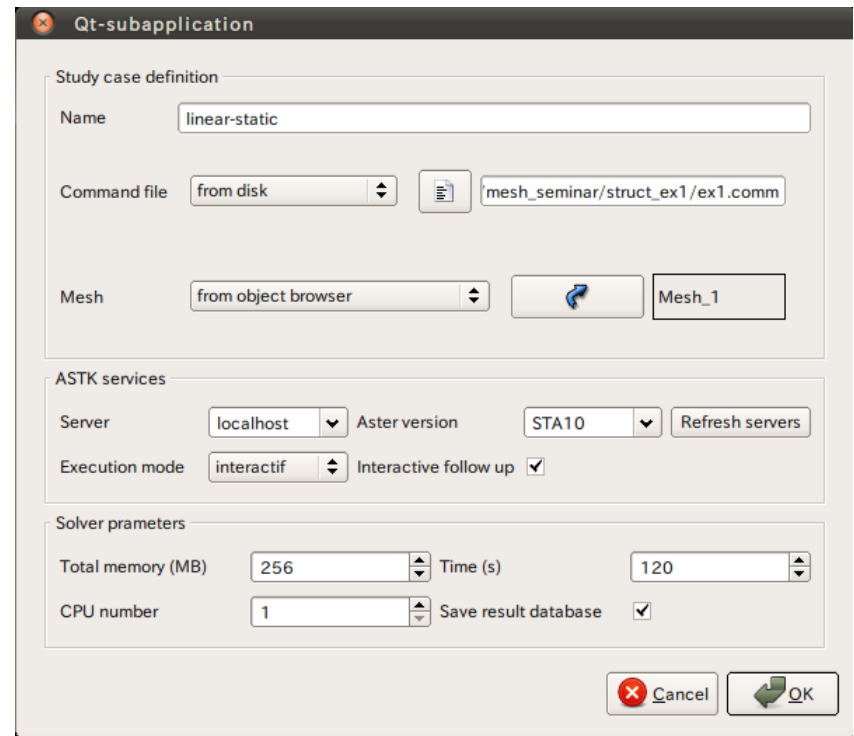 Qt-subapplication
Study case definition
Name linear-static
Command file from disk mesh_seminar/struct_ex1/ex1.comm
Mesh from object browser Mesh_1
ASTK services
Server localhost Aster version STA10 Refresh servers
Execution mode interactif Interactive follow up
Solver prameters
Total memory (MB) 256 Time (s) 120
CPU number 1 Save result database
Cancel OK